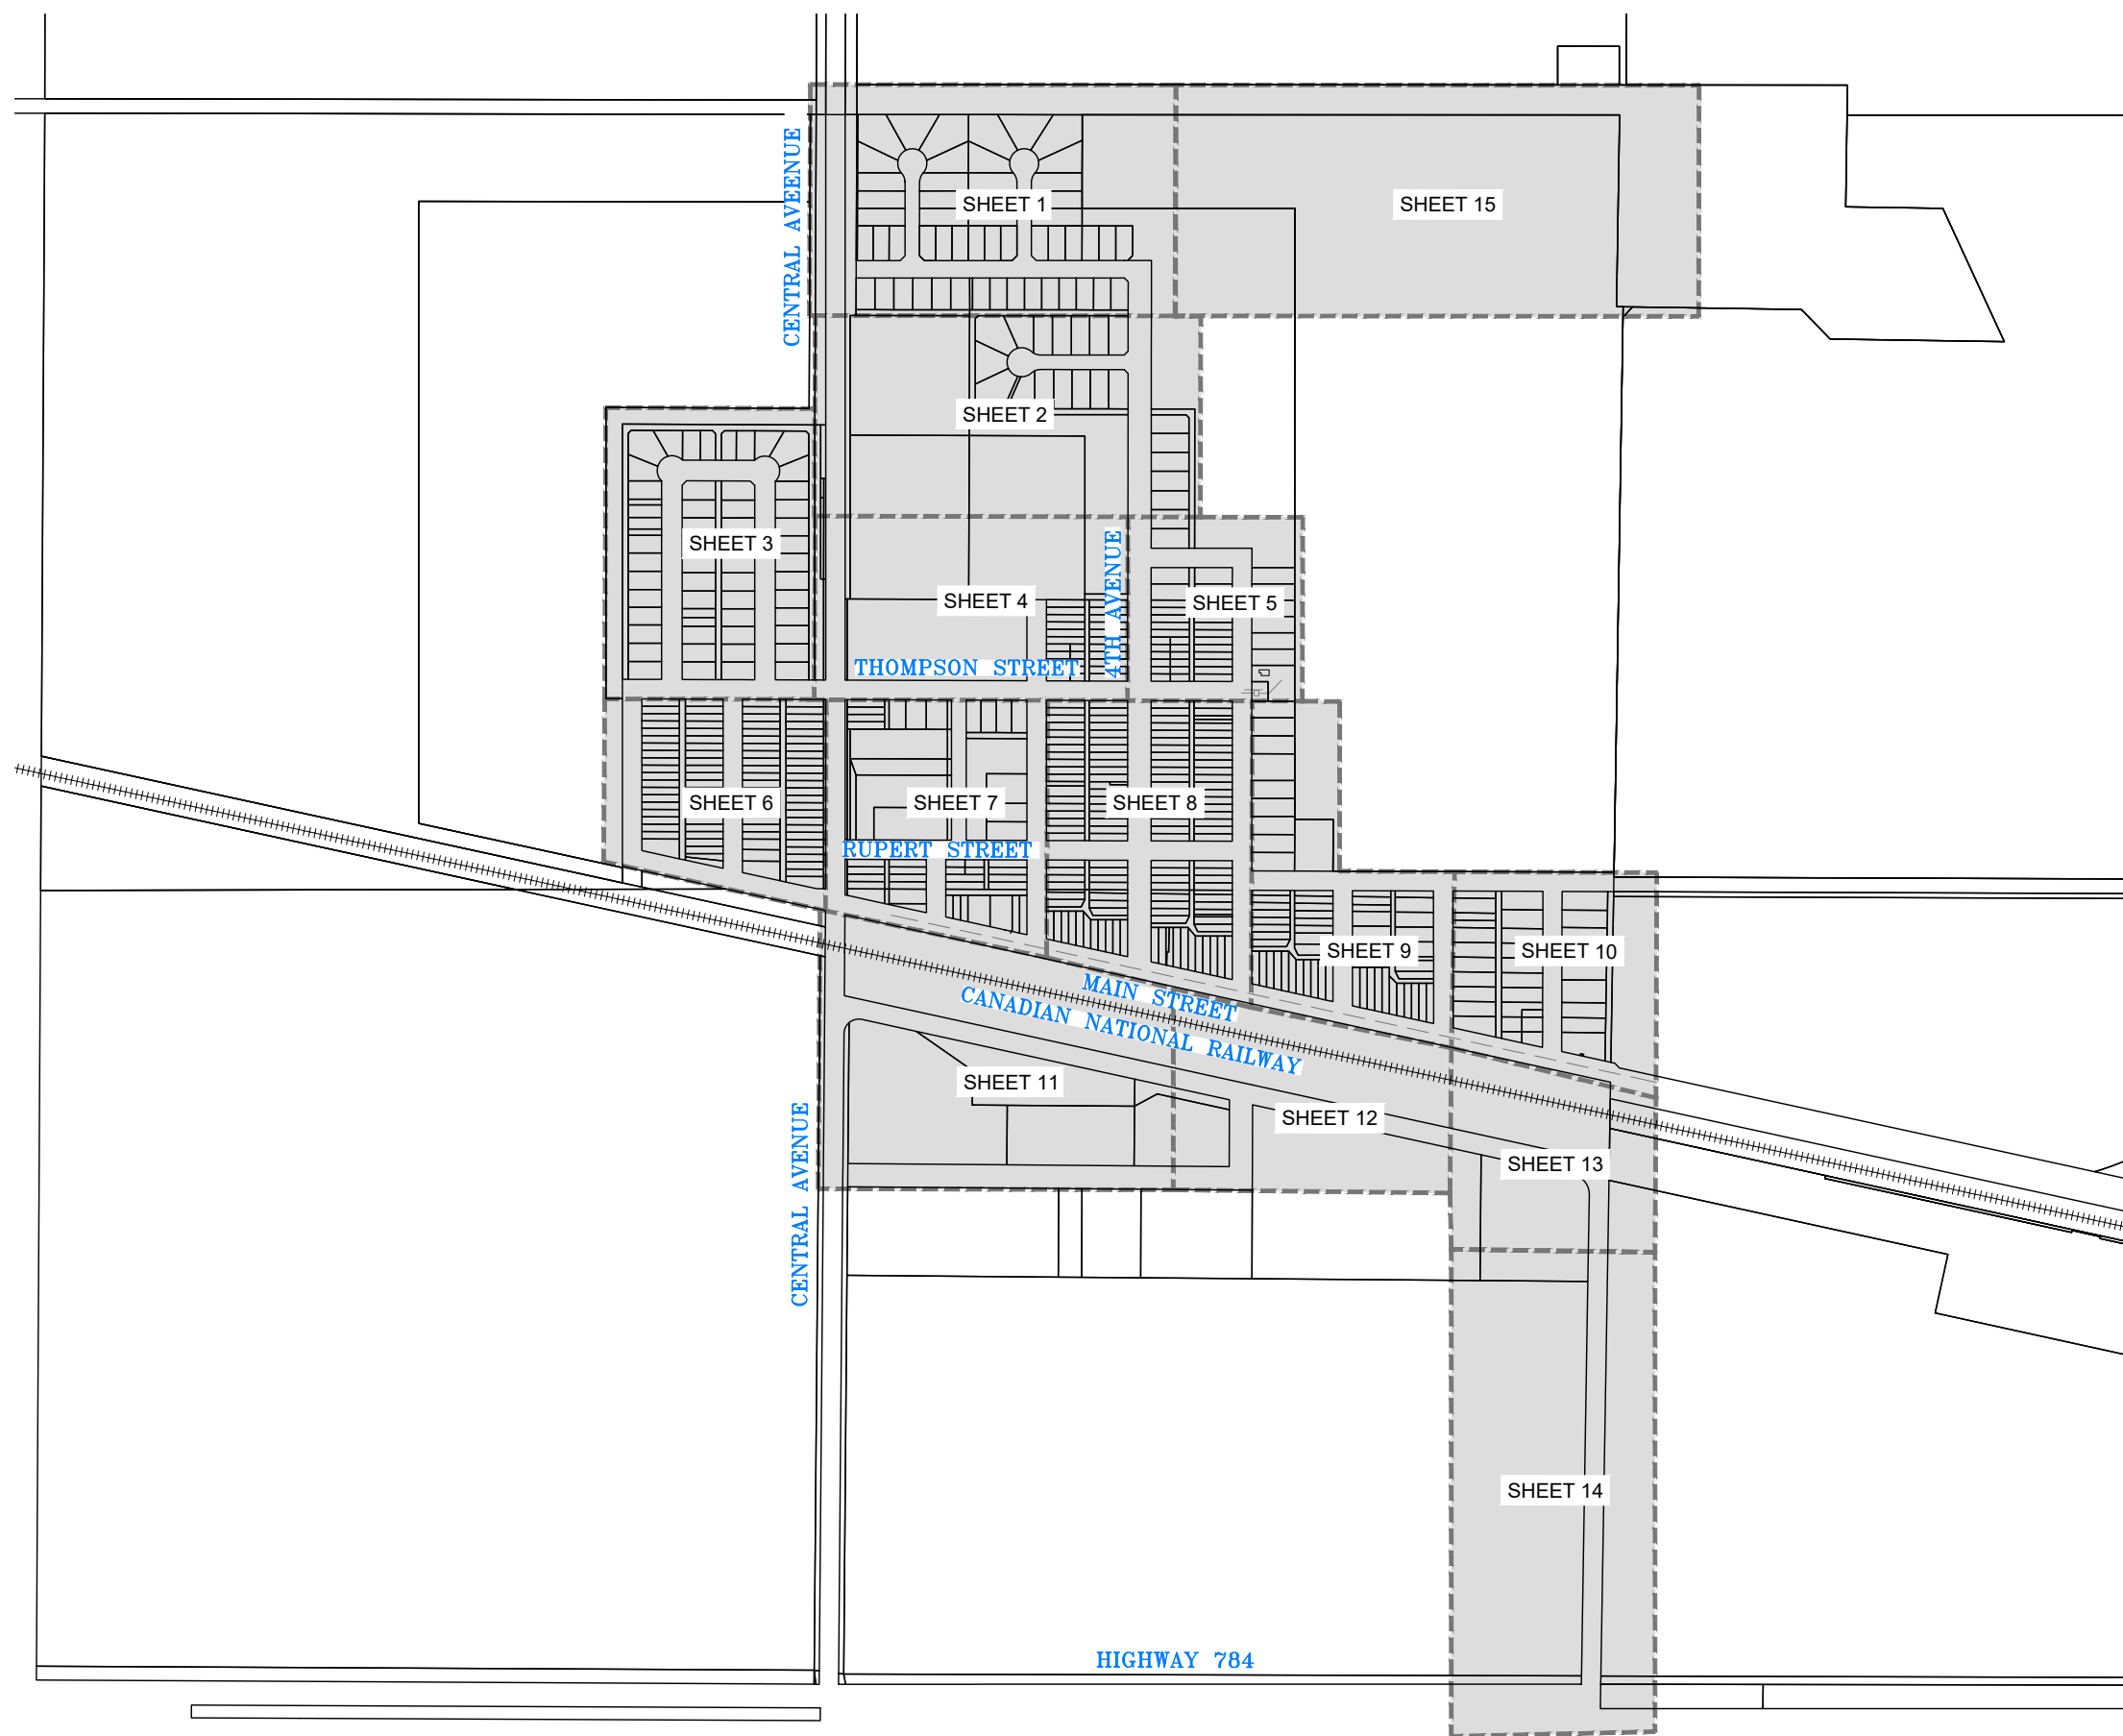 CENTRAL AVEENUE
SHEET 1
SHEET 15
SHEET 2
SHEET 3
4TH AVENUE
SHEET 4
SHEET 5
THOMPSON STREET
SHEET 6
SHEET 7
SHEET 8
RUPERT STREET
SHEET 9
SHEET 10
MAIN STREET
CANADIAN NATIONAL RAILWAY
SHEET 11
SHEET 12
SHEET 13
CENTRAL AVENUE
SHEET 14
HIGHWAY 784